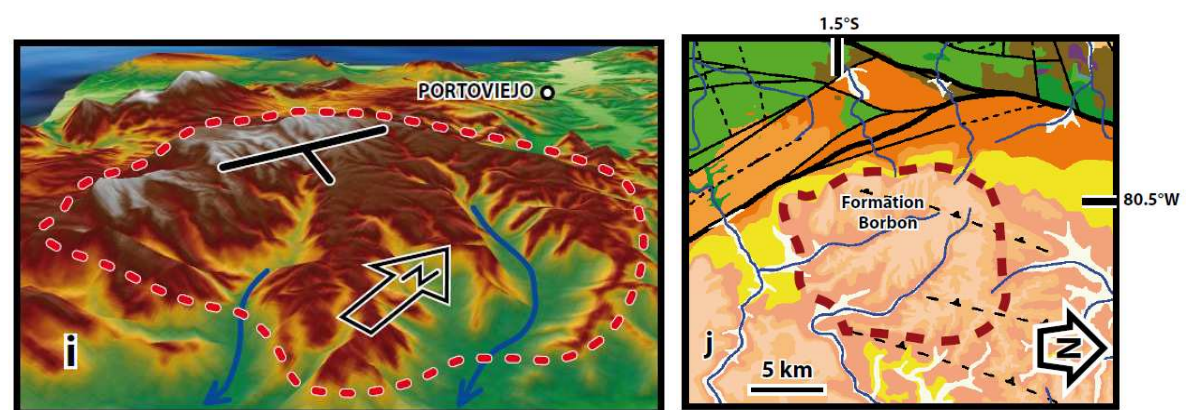 1.5°S
PORTOVIEJO
N
i
Formation
Borbon
80.5°W
j
5 km
N